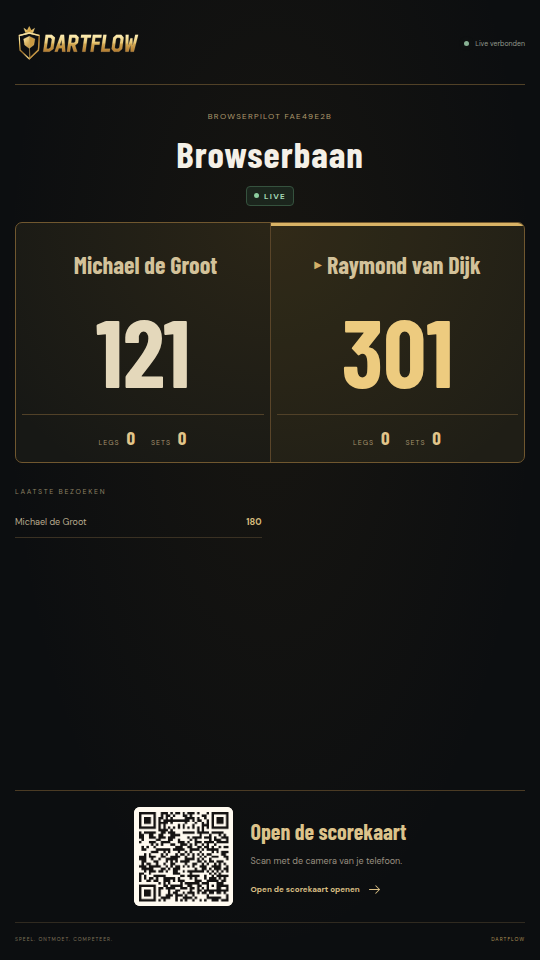 DARTFLOW
Live verbonden
BROWSERPILOT FAE49E2B
Browserbaan
LIVE
Michael de Groot
121
LEGS 0 SETS 0
▶ Raymond van Dijk
301
LEGS 0 SETS 0
LAATSTE BEZOEKEN
Michael de Groot 180
Open de scorekaart
Scan met de camera van je telefoon.
Open de scorekaart openen →
SPEEL. ONTMOET. COMPETEER.
DARTFLOW